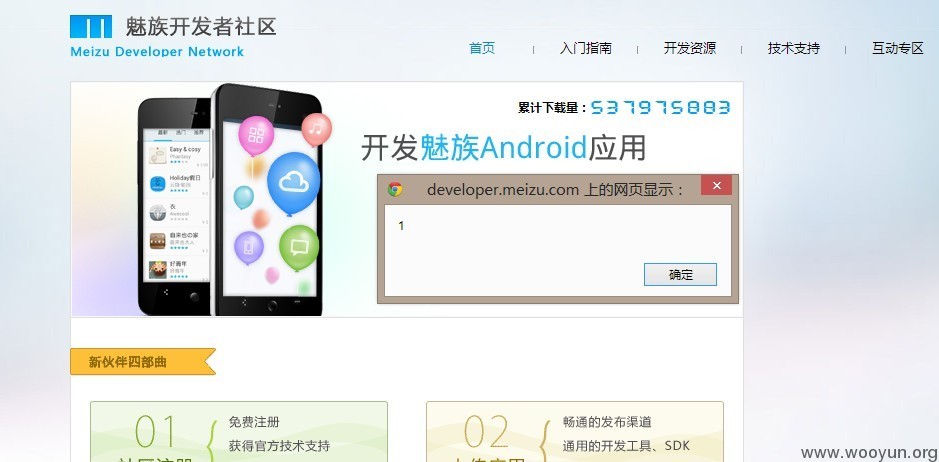 魅族开发者社区
Meizu Developer Network
首页
入门指南
开发资源
技术支持
互动专区
累计下载量：537975883
开发魅族Android应用
developer.meizu.com 上的网页显示：
1
确定
最新 热门 推荐
Easy & cosy
Phantasy
Holiday假日
衣
自来也の家
好青年
新伙伴四部曲
01
免费注册
获得官方技术支持
02
畅通的发布渠道
通用的开发工具、SDK
www.wooyun.org